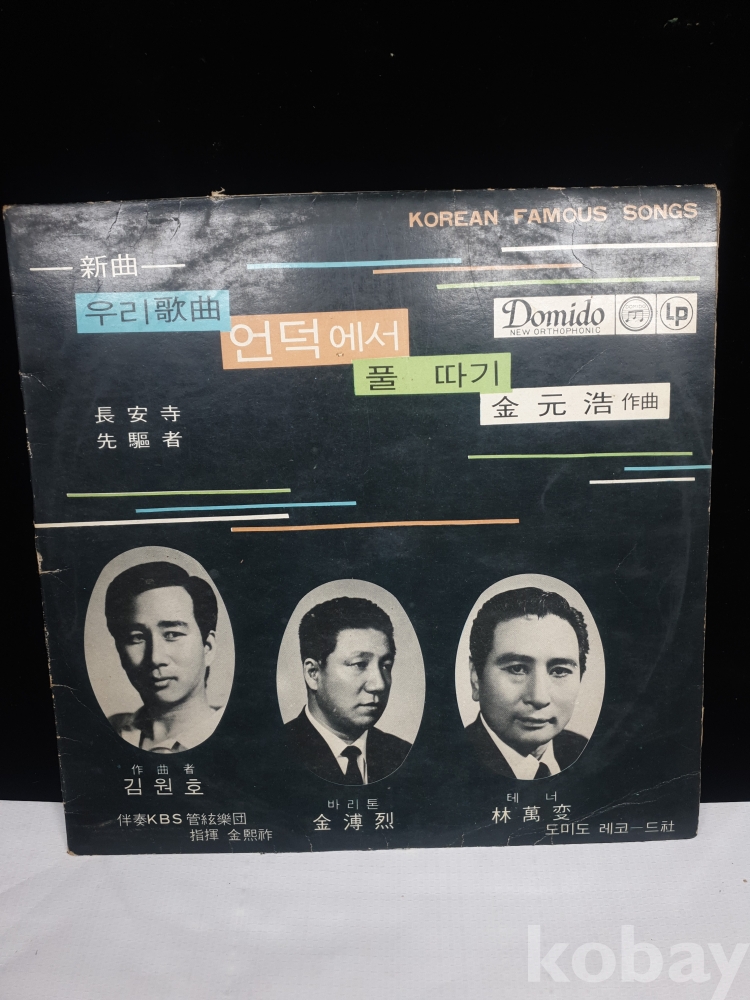 KOREAN FAMOUS SONGS
新曲
우리歌曲
언덕에서
풀 따기
Domido
NEW ORTHOPHONIC
LP
金元浩 作曲
長安寺
先驅者
作曲者
김원호
바리톤
金溥烈
테너
林萬燮
伴奏KBS管絃樂団
指揮 金熙祚
도미도 레코ー드社
kobay